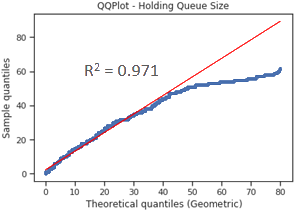 QQPlot - Holding Queue Size
R² = 0.971
Sample quantiles
80
60
40
20
0
0 10 20 30 40 50 60 70 80
Theoretical quantiles (Geometric)